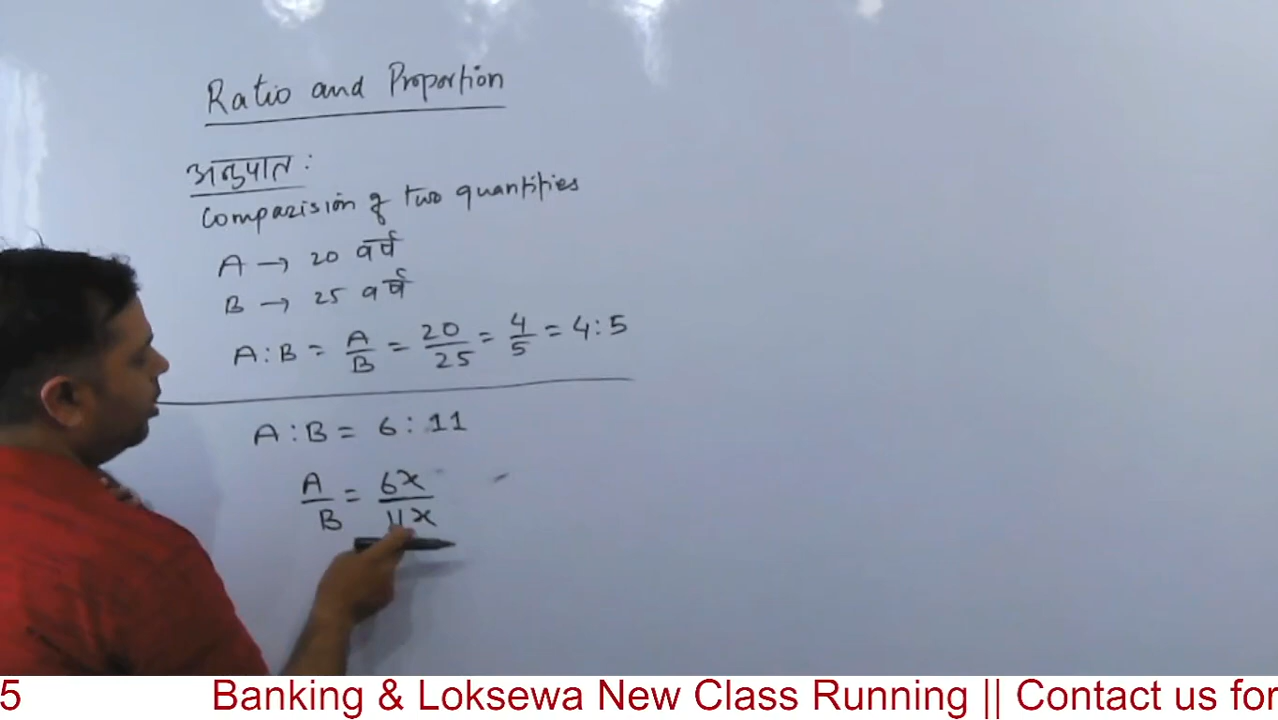 Ratio and Proportion
अनुपात :
Comparision of two quantities
A → 20 वर्ष
B → 25 वर्ष
A : B = A/B = 20/25 = 4/5 = 4 : 5
A : B = 6 : 11
A/B = 6x/11x
5 Banking & Loksewa New Class Running || Contact us for